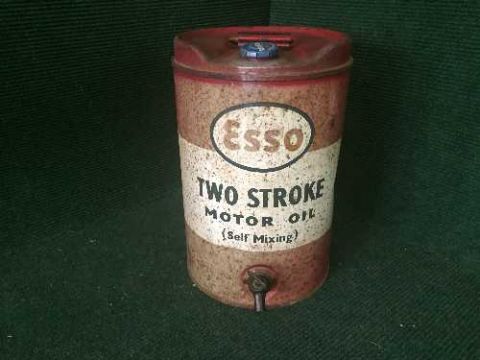 Esso
TWO STROKE
MOTOR OIL
(Self Mixing)